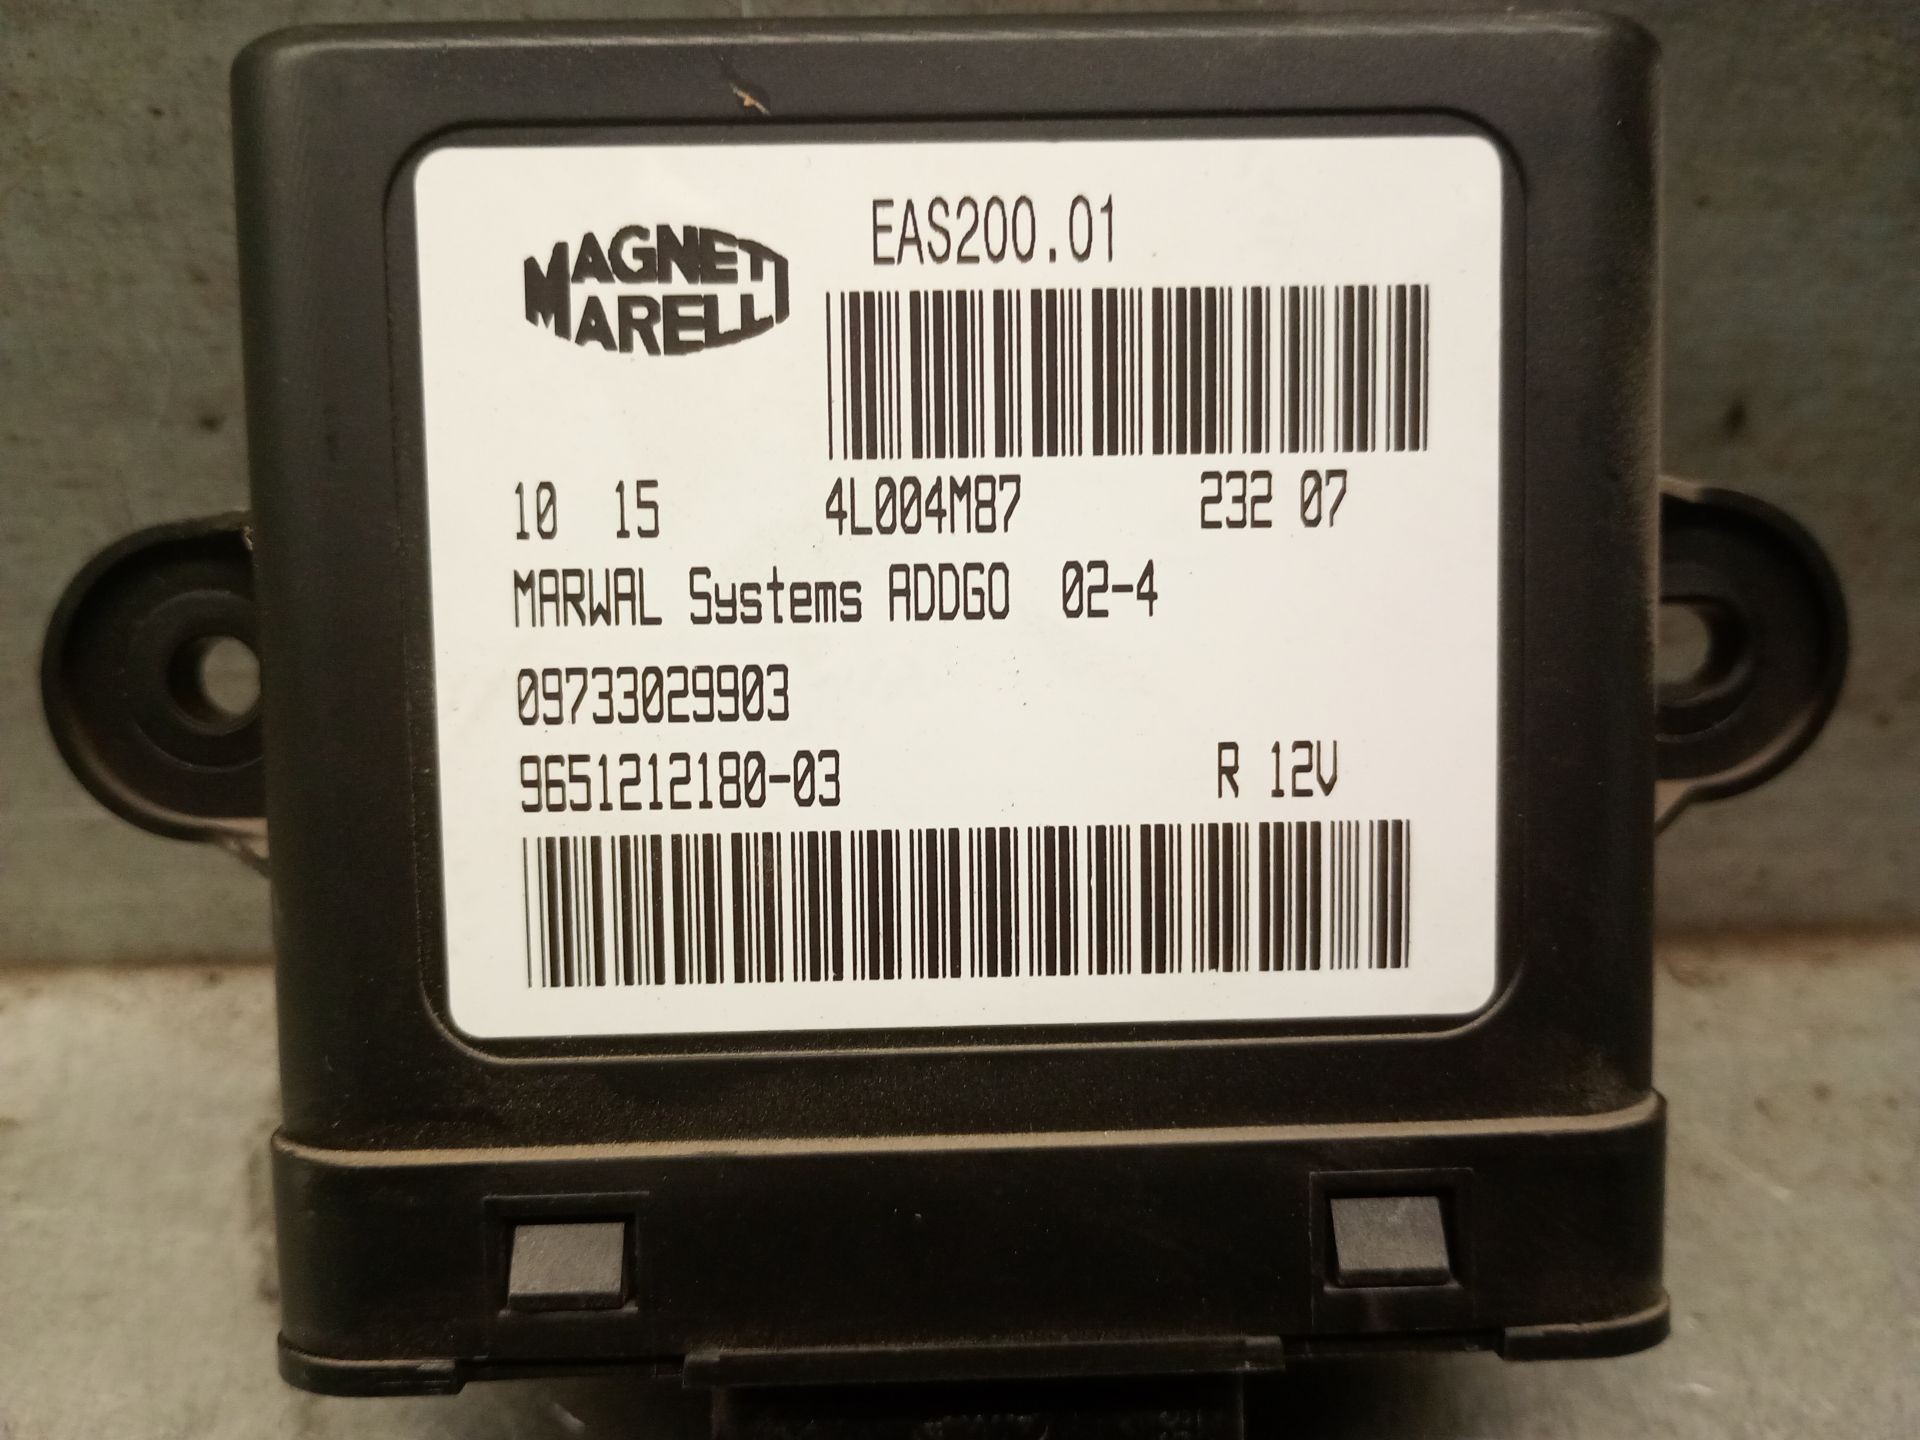 MAGNETI
MARELLI
EAS200.01
10 15 4L004M87 232 07
MARWAL Systems ADDGO 02-4
09733029903
9651212180-03 R 12V